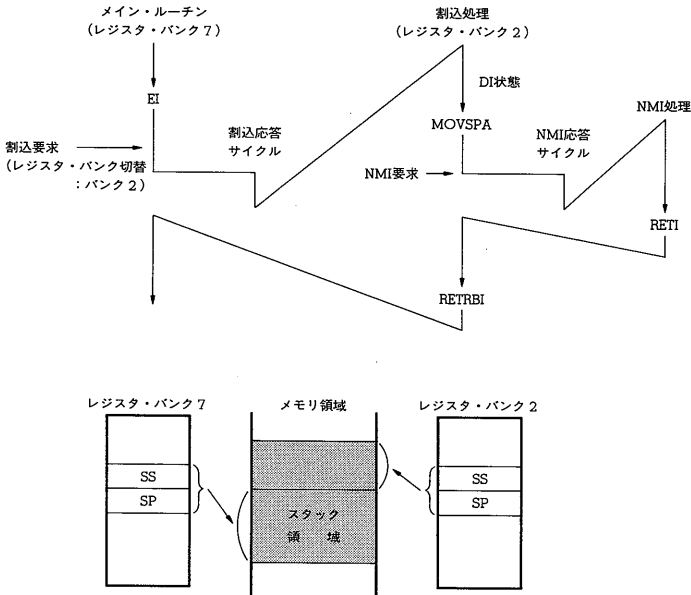 メイン・ルーチン
(レジスタ・バンク7)
割込処理
(レジスタ・バンク2)
EI
DI状態
MOVSPA
NMI処理
割込要求
(レジスタ・バンク切替
:バンク2)
割込応答
サイクル
NMI要求
NMI応答
サイクル
RETI
RETRBI
レジスタ・バンク7
メモリ領域
レジスタ・バンク2
SS
SP
スタック
領 域
SS
SP